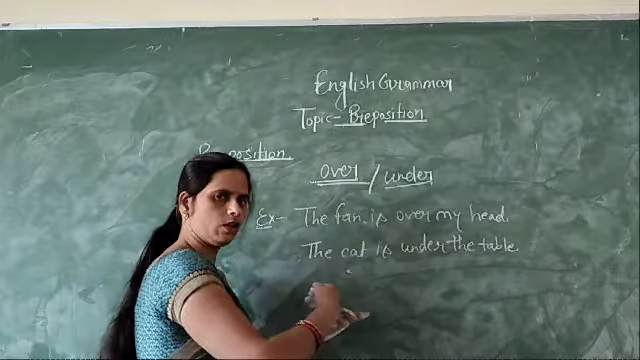 English Grammar
Topic - Preposition
Preposition
over / under
Ex - The fan is over my head.
The cat is under the table